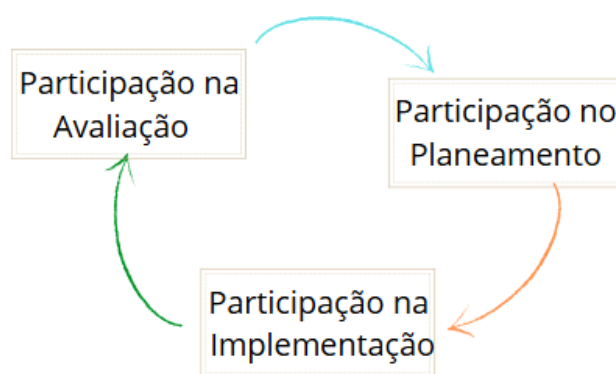 Participação na
Avaliação
Participação no
Planeamento
Participação na
Implementação